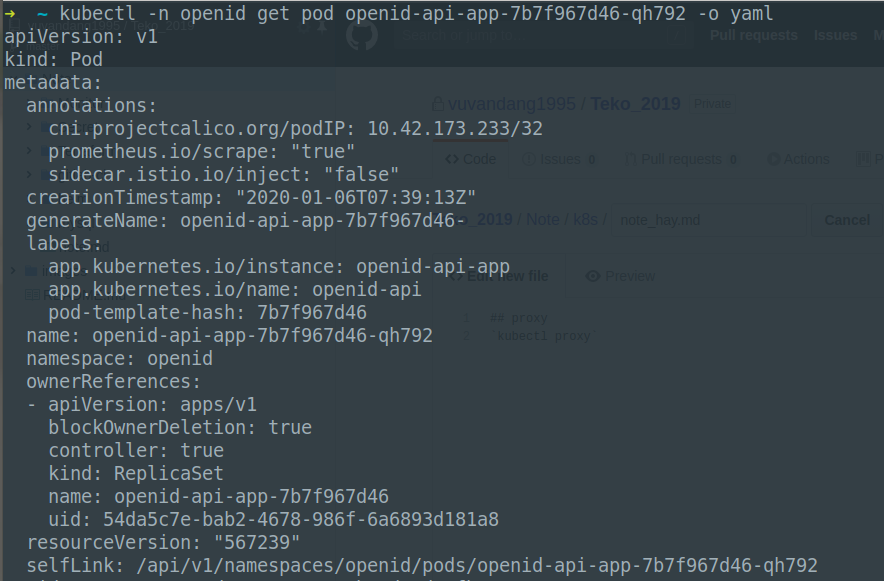 ➜  ~ kubectl -n openid get pod openid-api-app-7b7f967d46-qh792 -o yaml
apiVersion: v1
kind: Pod
metadata:
  annotations:
    cni.projectcalico.org/podIP: 10.42.173.233/32
    prometheus.io/scrape: "true"
    sidecar.istio.io/inject: "false"
  creationTimestamp: "2020-01-06T07:39:13Z"
  generateName: openid-api-app-7b7f967d46-
  labels:
    app.kubernetes.io/instance: openid-api-app
    app.kubernetes.io/name: openid-api
    pod-template-hash: 7b7f967d46
  name: openid-api-app-7b7f967d46-qh792
  namespace: openid
  ownerReferences:
  - apiVersion: apps/v1
    blockOwnerDeletion: true
    controller: true
    kind: ReplicaSet
    name: openid-api-app-7b7f967d46
    uid: 54da5c7e-bab2-4678-986f-6a6893d181a8
  resourceVersion: "567239"
  selfLink: /api/v1/namespaces/openid/pods/openid-api-app-7b7f967d46-qh792
Pull requests Issues
vuvandang1995 / Teko_2019 Private
Code Issues 0 Pull requests 0 Actions
_2019 / Note / k8s / note_hay.md Cancel
Edit new file Preview
1 ## proxy
2 kubectl proxy